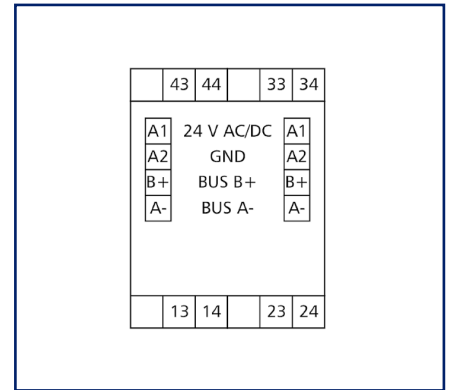 43 44 33 34
A1 24 V AC/DC A1
A2 GND A2
B+ BUS B+ B+
A- BUS A- A-
13 14 23 24